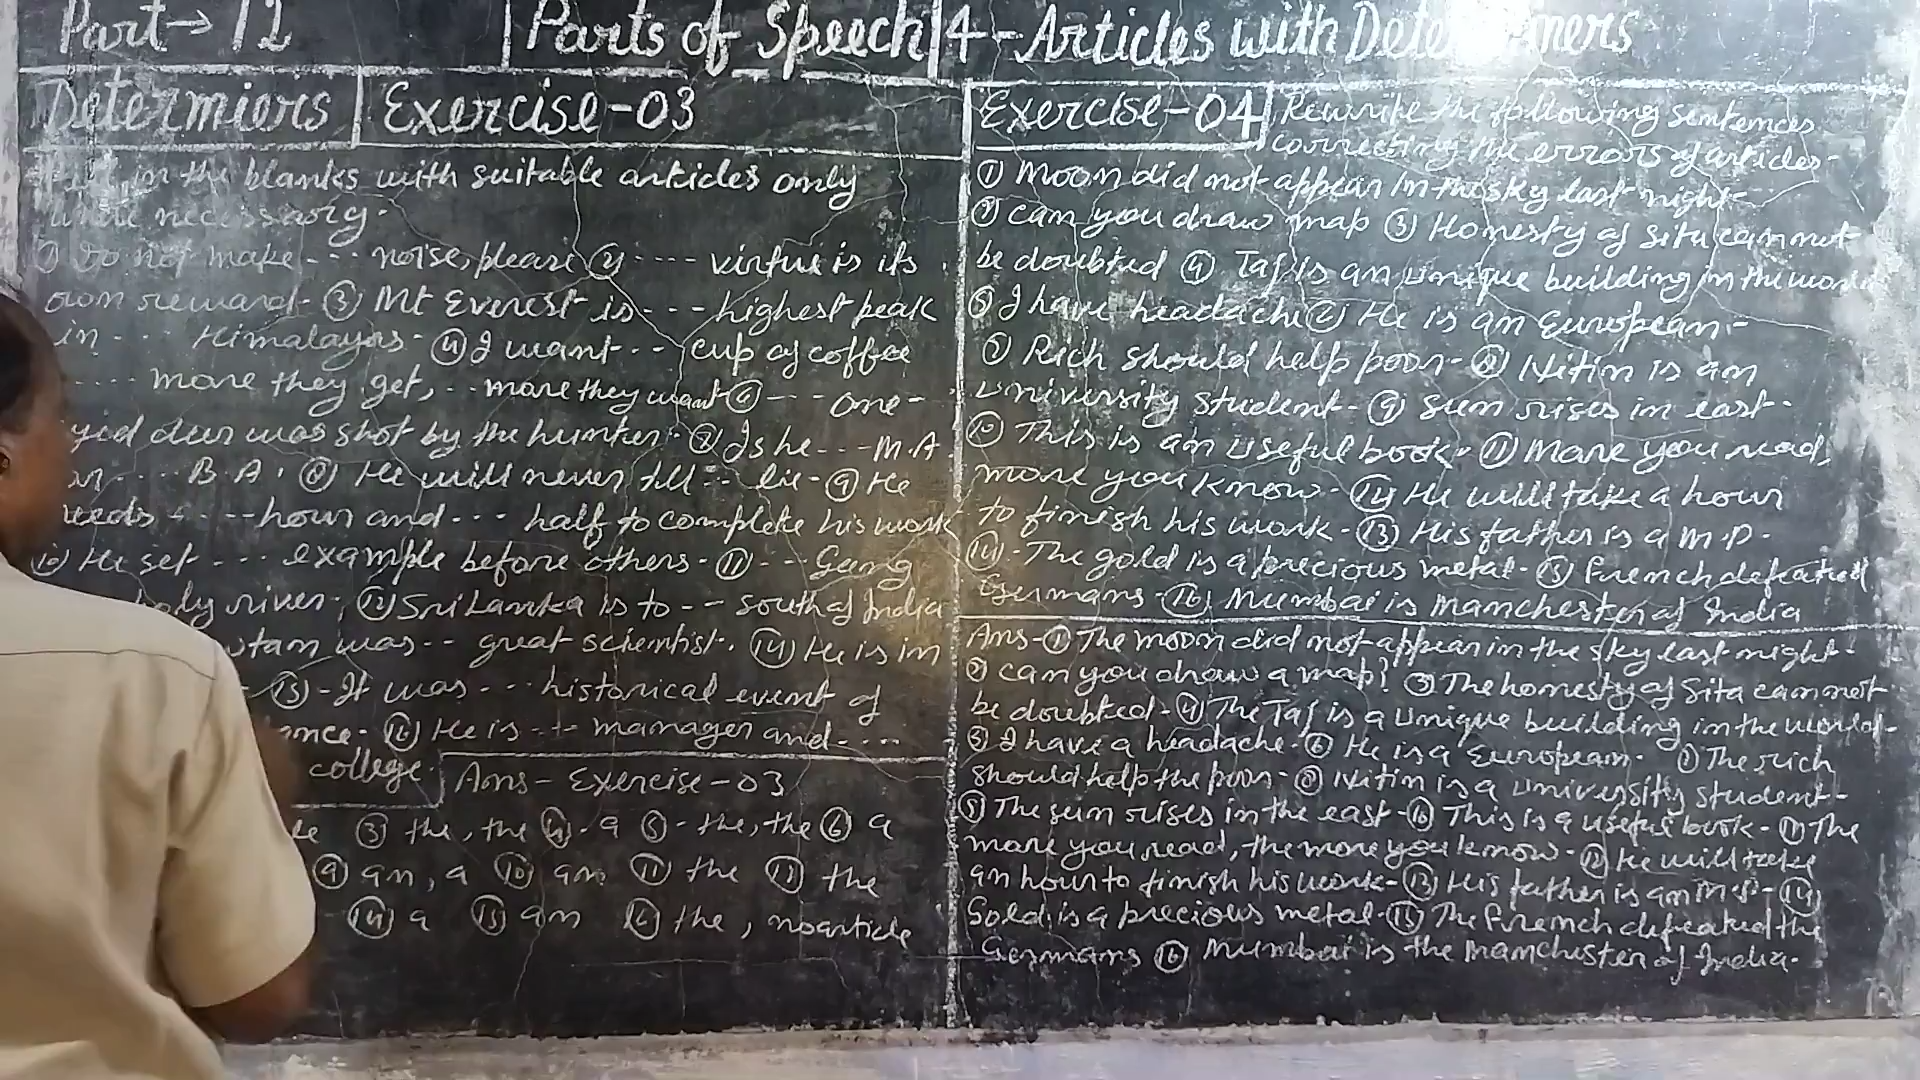 Part→12
Parts of Speech
4-Articles with Determiners
Determiers
Exercise-03
in the blanks with suitable articles only
where necessary.
① Do not make --- noise, please ② ---- virtue is its
own reward. ③ Mt Everest is --- highest peak
in --- Himalayas. ④ I want --- cup of coffee
---- more they get, -- more they want ⑥ --- one-
yed deer was shot by the hunter. ⑦ Is he --- M.A.
or --- B.A. ⑧ He will never tell -- lie. ⑨ He
needs ---- hour and --- half to complete his work
⑩ He set --- example before others. ⑪ --- Gang
holy river. ⑫ Sri Lanka is to -- south of India
was -- great scientist. ⑭ He is in
⑮ - It was --- historical event of
ance. ⑯ He is -- manager and ----
college.
Ans- Exercise-03
③ the, the ④- a ⑤- the, the ⑥ a
⑨ an, a ⑩ an ⑪ the ⑫ the
⑭ a ⑮ an ⑯ the, no article
Exercise-04
Rewrite the following sentences
correcting the errors of articles-
① Moon did not appear in the sky last night-
② can you draw map ③ Honesty of Sita cannot
be doubted ④ Taj is an unique building in the world
⑤ I have headache ⑥ He is an European-
⑦ Rich should help poor- ⑧ Nitin is an
University student- ⑨ Sun rises in east-
⑩ This is an useful book- ⑪ More you read,
more you know- ⑫ He will take a hour
to finish his work- ⑬ His father is a M.P.
⑭- The gold is a precious metal- ⑮ French defeated
Germans- ⑯ Mumbai is Manchester of India
Ans-① The moon did not appear in the sky last night-
② can you draw a map? ③ The honesty of Sita cannot
be doubted- ④ The Taj is a unique building in the world-
⑤ I have a headache- ⑥ He is a European- ⑦ The rich
should help the poor- ⑧ Nitin is a University student-
⑨ The sun rises in the east- ⑩ This is a useful book- ⑪ The
more you read, the more you know- ⑫ He will take
an hour to finish his work- ⑬ His father is an M.P- ⑭
Gold is a precious metal- ⑮ The French defeated the
Germans ⑯ Mumbai is the Manchester of India-